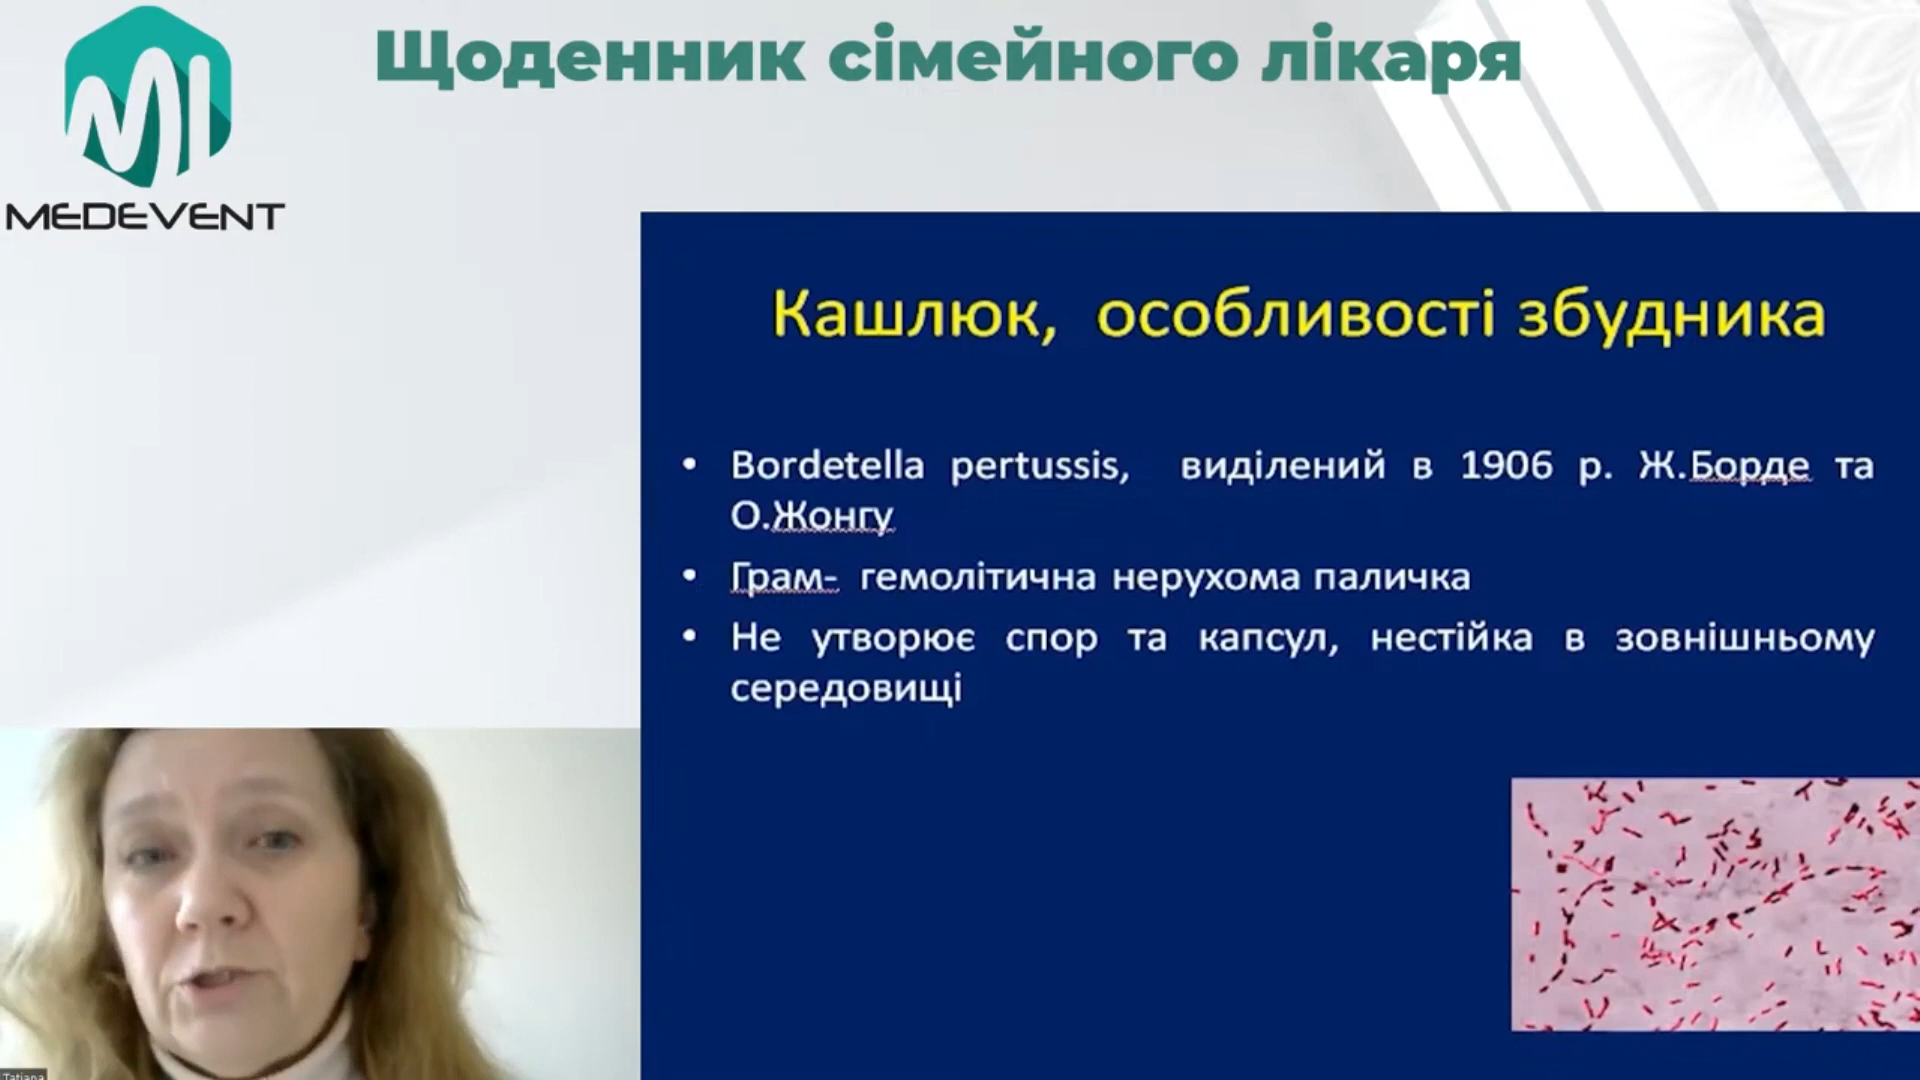 Щоденник сімейного лікаря
MEDEVENT
Кашлюк, особливості збудника
• Bordetella pertussis, виділений в 1906 р. Ж.Борде та
О.Жонгу
• Грам- гемолітична нерухома паличка
• Не утворює спор та капсул, нестійка в зовнішньому
середовищі
Tatiana